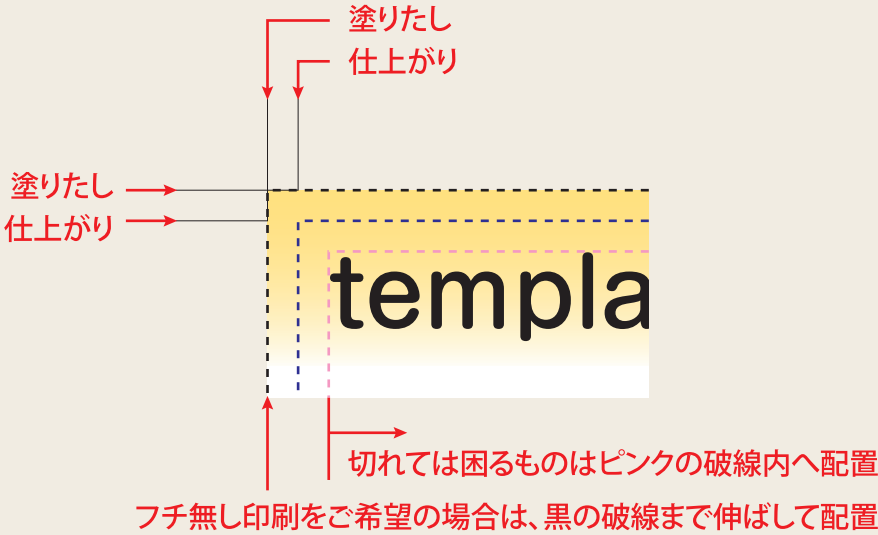 塗りたし
仕上がり
塗りたし
仕上がり
templa
切れては困るものはピンクの破線内へ配置
フチ無し印刷をご希望の場合は、黒の破線まで伸ばして配置